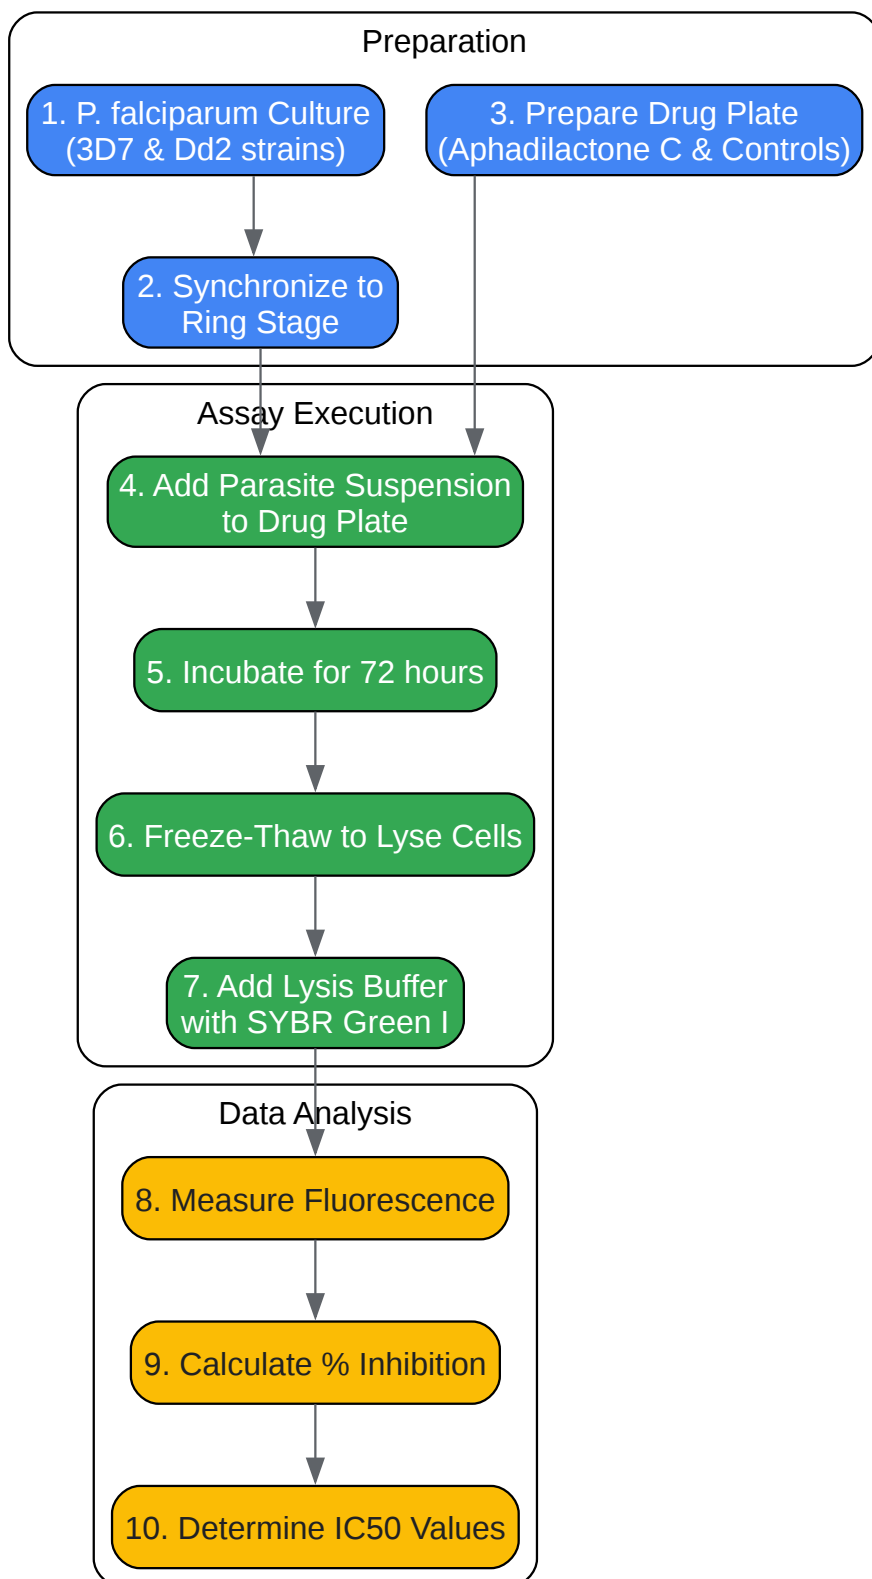 Preparation
1. P. falciparum Culture
(3D7 & Dd2 strains)
3. Prepare Drug Plate
(Aphadilactone C & Controls)
2. Synchronize to
Ring Stage
Assay Execution
4. Add Parasite Suspension
to Drug Plate
5. Incubate for 72 hours
6. Freeze-Thaw to Lyse Cells
7. Add Lysis Buffer
with SYBR Green I
Data Analysis
8. Measure Fluorescence
9. Calculate % Inhibition
10. Determine IC50 Values